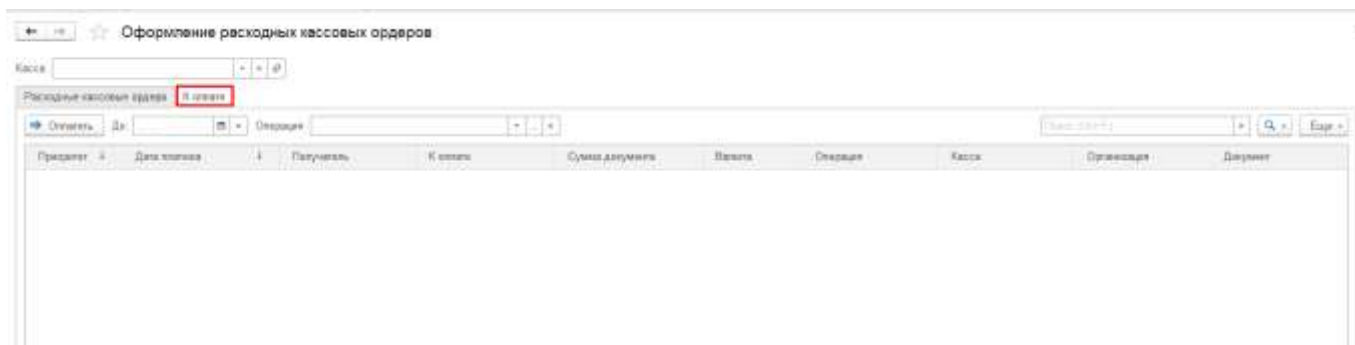 Оформление расходных кассовых ордеров
Касса
Расходные кассовые ордера К оплате
Оплатить До: Операция Еще
Приоритет Дата платежа Получатель К оплате Сумма документа Валюта Операция Касса Организация Документ